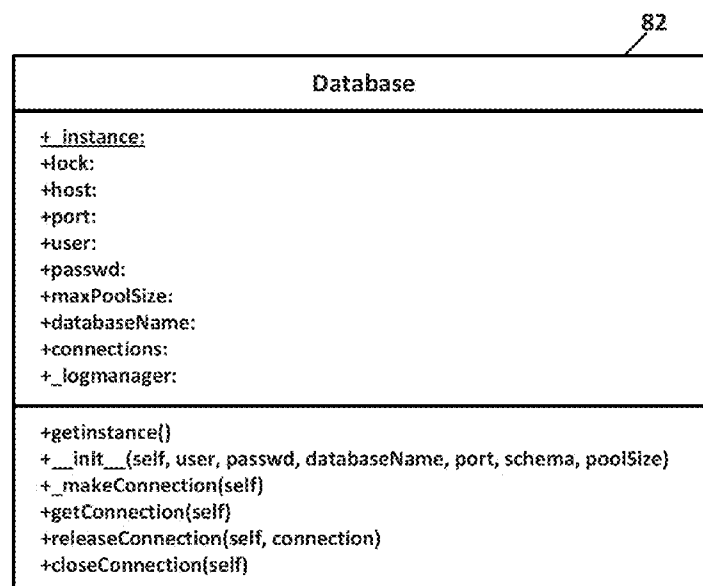 82
Database
+_instance:
+lock:
+host:
+port:
+user:
+passwd:
+maxPoolSize:
+databaseName:
+connections:
+_logmanager:
+getinstance()
+__init__(self, user, passwd, databaseName, port, schema, poolSize)
+_makeConnection(self)
+getConnection(self)
+releaseConnection(self, connection)
+closeConnection(self)